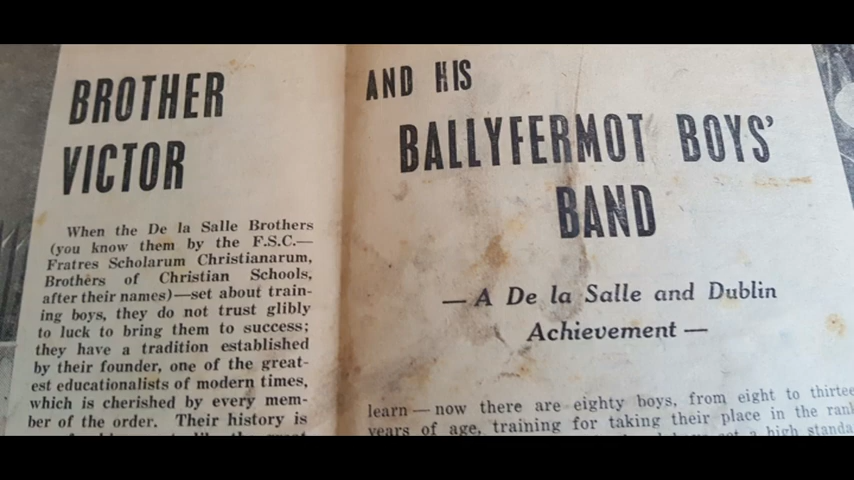 BROTHER
VICTOR
When the De la Salle Brothers
(you know them by the F.S.C.—
Fratres Scholarum Christianarum,
Brothers of Christian Schools,
after their names)—set about train-
ing boys, they do not trust glibly
to luck to bring them to success;
they have a tradition established
by their founder, one of the great-
est educationalists of modern times,
which is cherished by every mem-
ber of the order. Their history is
AND HIS
BALLYFERMOT BOYS'
BAND
— A De la Salle and Dublin
Achievement —
learn — now there are eighty boys, from eight to thirtee
years of age, training for taking their place in the rank
a high standa